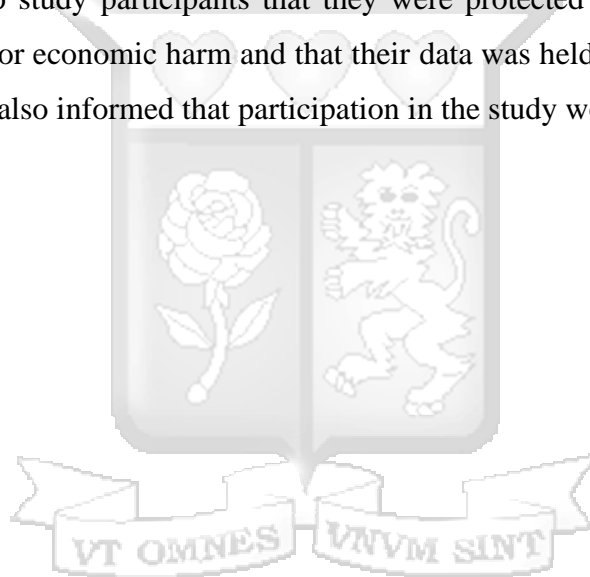 o study participants that they were protected
or economic harm and that their data was held
also informed that participation in the study w
VT OMNES VNVM SINT